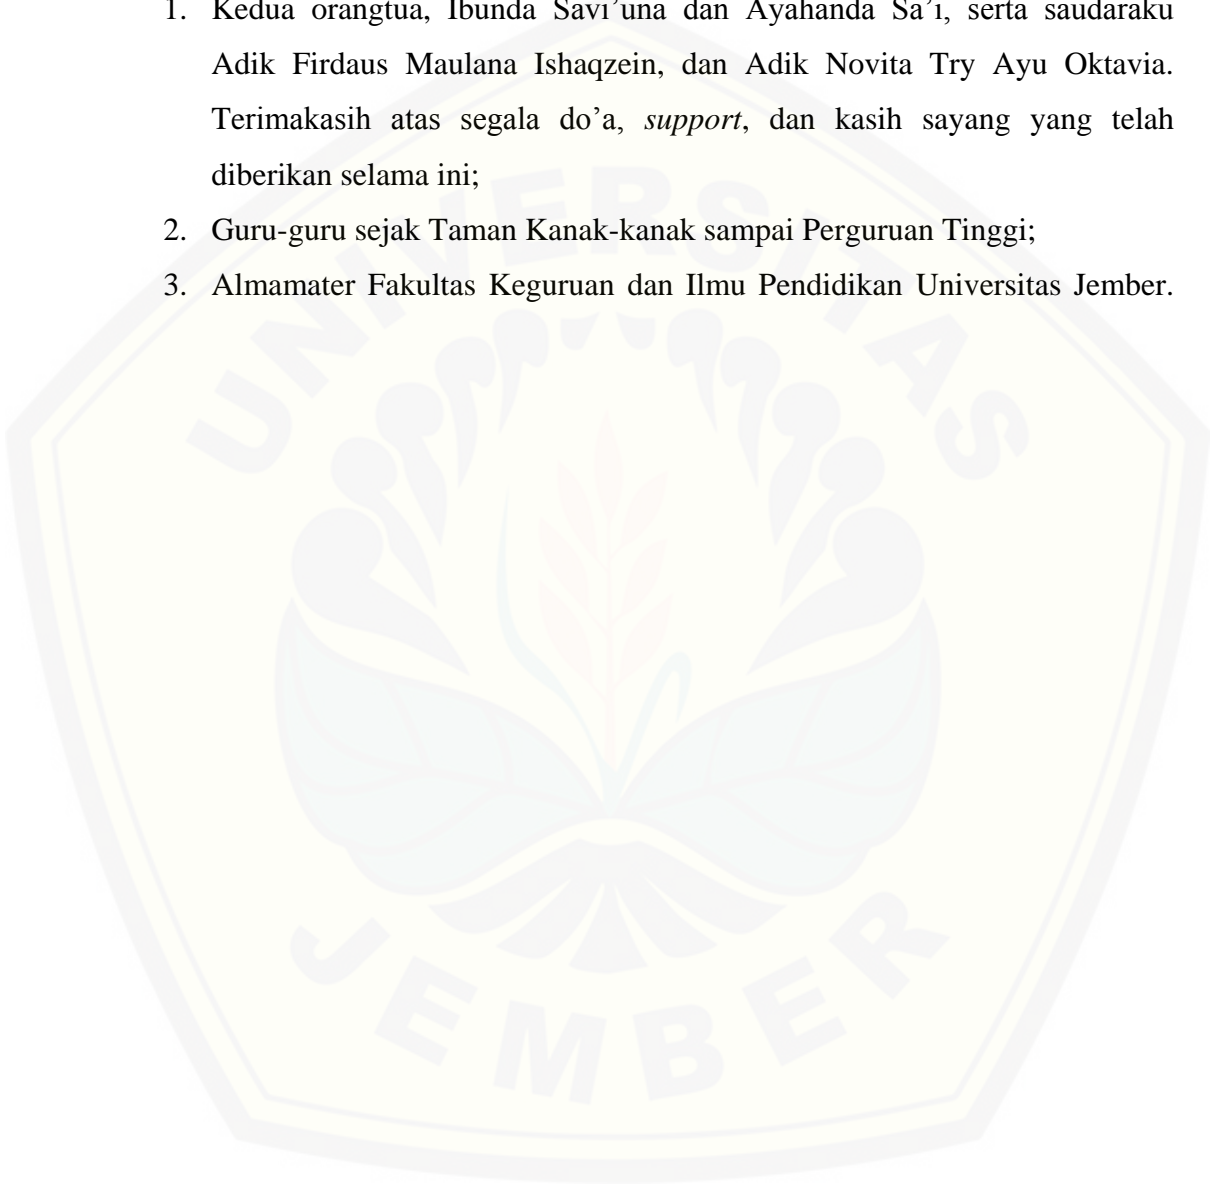 1. Kedua orangtua, Ibunda Savi’una dan Ayahanda Sa’i, serta saudaraku
Adik Firdaus Maulana Ishaqzein, dan Adik Novita Try Ayu Oktavia.
Terimakasih atas segala do’a, support, dan kasih sayang yang telah
diberikan selama ini;
2. Guru-guru sejak Taman Kanak-kanak sampai Perguruan Tinggi;
3. Almamater Fakultas Keguruan dan Ilmu Pendidikan Universitas Jember.
UNIVERSITAS
JEMBER